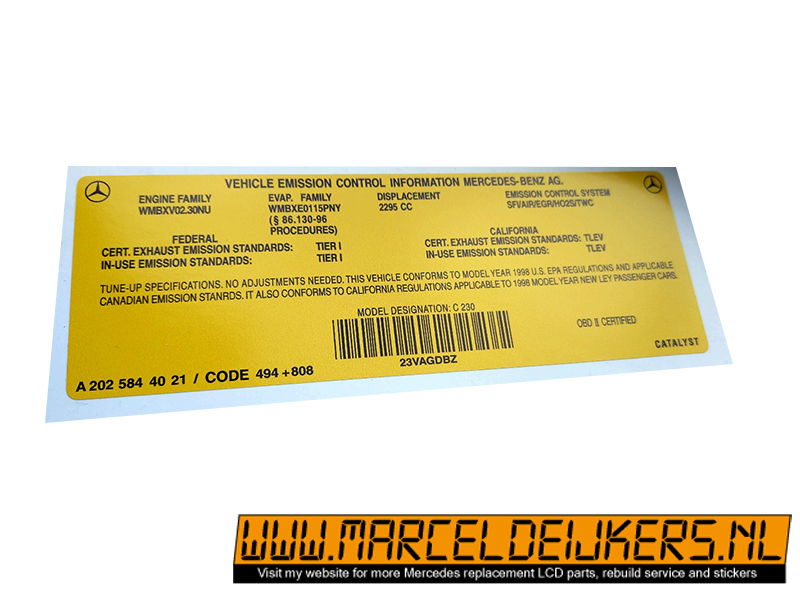 VEHICLE EMISSION CONTROL INFORMATION MERCEDES-BENZ AG.
ENGINE FAMILY EVAP. FAMILY DISPLACEMENT EMISSION CONTROL SYSTEM
WMBXV02.30NU WMBXE0115PNY 2295 CC SFI/AIR/EGR/HO2S/TWC
(§ 86.130-96
PROCEDURES)
FEDERAL CALIFORNIA
CERT. EXHAUST EMISSION STANDARDS: TIER I CERT. EXHAUST EMISSION STANDARDS: TLEV
IN-USE EMISSION STANDARDS: TIER I IN-USE EMISSION STANDARDS: TLEV
TUNE-UP SPECIFICATIONS. NO ADJUSTMENTS NEEDED. THIS VEHICLE CONFORMS TO MODEL YEAR 1998 U.S. EPA REGULATIONS AND APPLICABLE
CANADIAN EMISSION STANRDS. IT ALSO CONFORMS TO CALIFORNIA REGULATIONS APPLICABLE TO 1998 MODEL YEAR NEW LEY PASSENGER CARS.
MODEL DESIGNATION: C 230
OBD II CERTIFIED
23VAGDBZ
CATALYST
A 202 584 40 21 / CODE 494+808
WWW.MARCELDEIJKERS.NL
Visit my website for more Mercedes replacement LCD parts, rebuild service and stickers